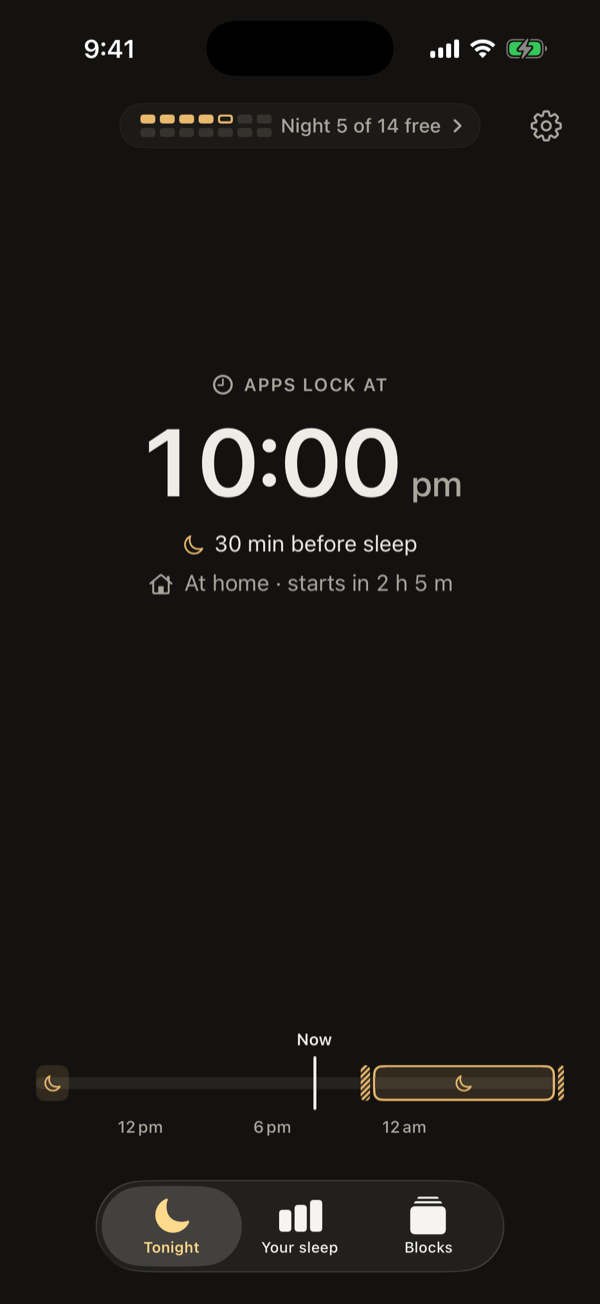 9:41
Night 5 of 14 free
APPS LOCK AT
10:00 pm
30 min before sleep
At home · starts in 2 h 5 m
Now
12 pm 6 pm 12 am
Tonight Your sleep Blocks